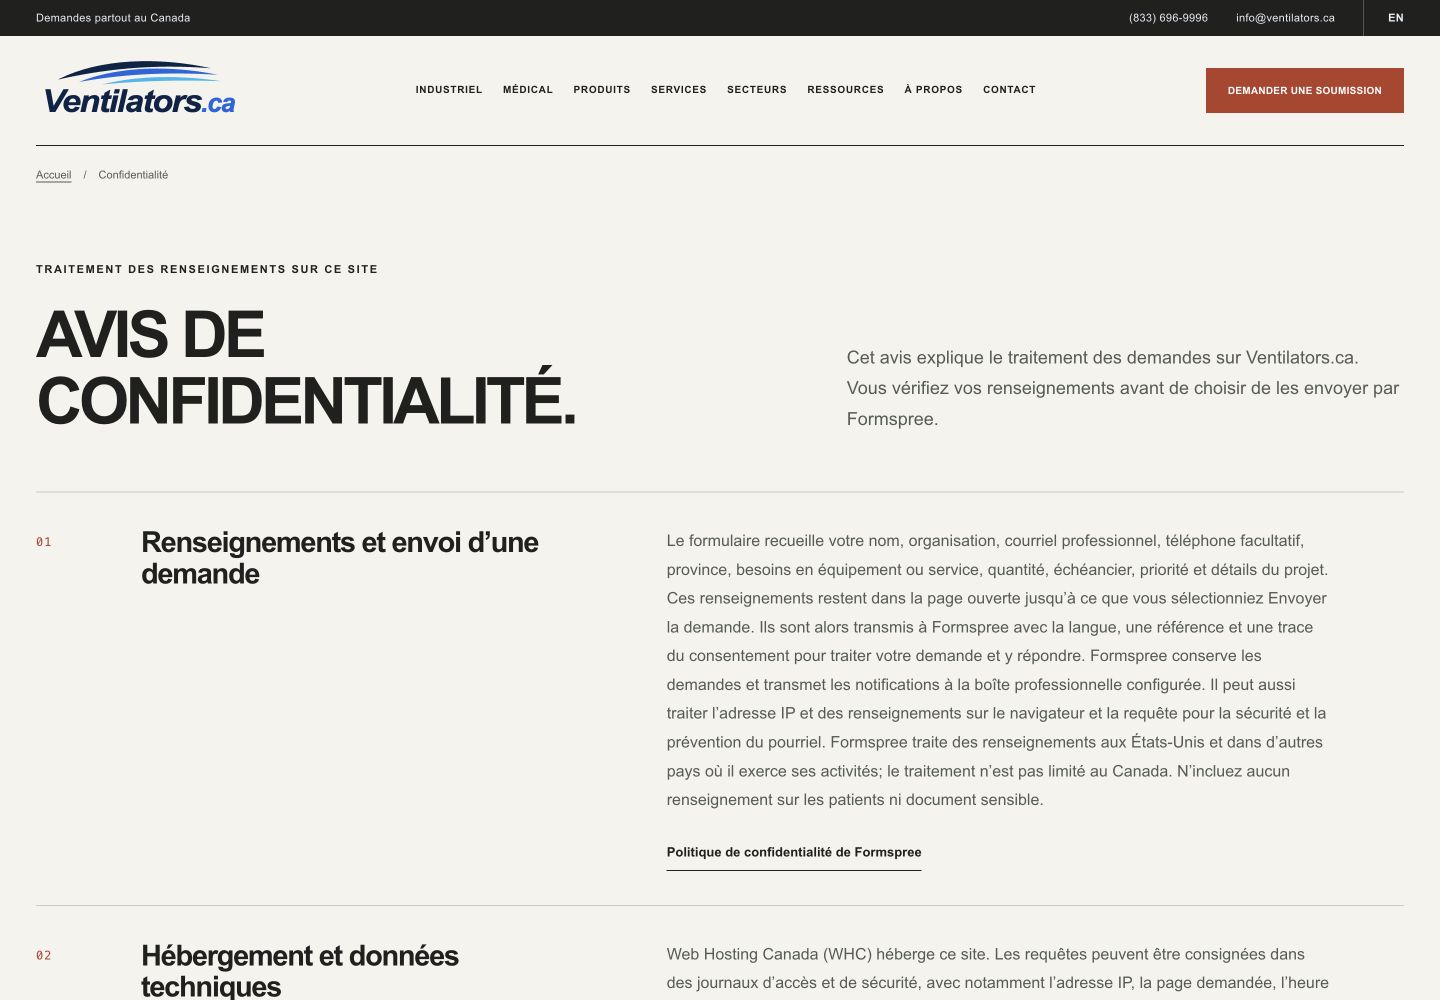 Demandes partout au Canada
(833) 696-9996
info@ventilators.ca
EN
Ventilators.ca
INDUSTRIEL
MÉDICAL
PRODUITS
SERVICES
SECTEURS
RESSOURCES
À PROPOS
CONTACT
DEMANDER UNE SOUMISSION
Accueil / Confidentialité
TRAITEMENT DES RENSEIGNEMENTS SUR CE SITE
AVIS DE
CONFIDENTIALITÉ.
Cet avis explique le traitement des demandes sur Ventilators.ca.
Vous vérifiez vos renseignements avant de choisir de les envoyer par
Formspree.
01
Renseignements et envoi d’une
demande
Le formulaire recueille votre nom, organisation, courriel professionnel, téléphone facultatif,
province, besoins en équipement ou service, quantité, échéancier, priorité et détails du projet.
Ces renseignements restent dans la page ouverte jusqu’à ce que vous sélectionniez Envoyer
la demande. Ils sont alors transmis à Formspree avec la langue, une référence et une trace
du consentement pour traiter votre demande et y répondre. Formspree conserve les
demandes et transmet les notifications à la boîte professionnelle configurée. Il peut aussi
traiter l’adresse IP et des renseignements sur le navigateur et la requête pour la sécurité et la
prévention du pourriel. Formspree traite des renseignements aux États-Unis et dans d’autres
pays où il exerce ses activités; le traitement n’est pas limité au Canada. N’incluez aucun
renseignement sur les patients ni document sensible.
Politique de confidentialité de Formspree
02
Hébergement et données
techniques
Web Hosting Canada (WHC) héberge ce site. Les requêtes peuvent être consignées dans
des journaux d’accès et de sécurité, avec notamment l’adresse IP, la page demandée, l’heure